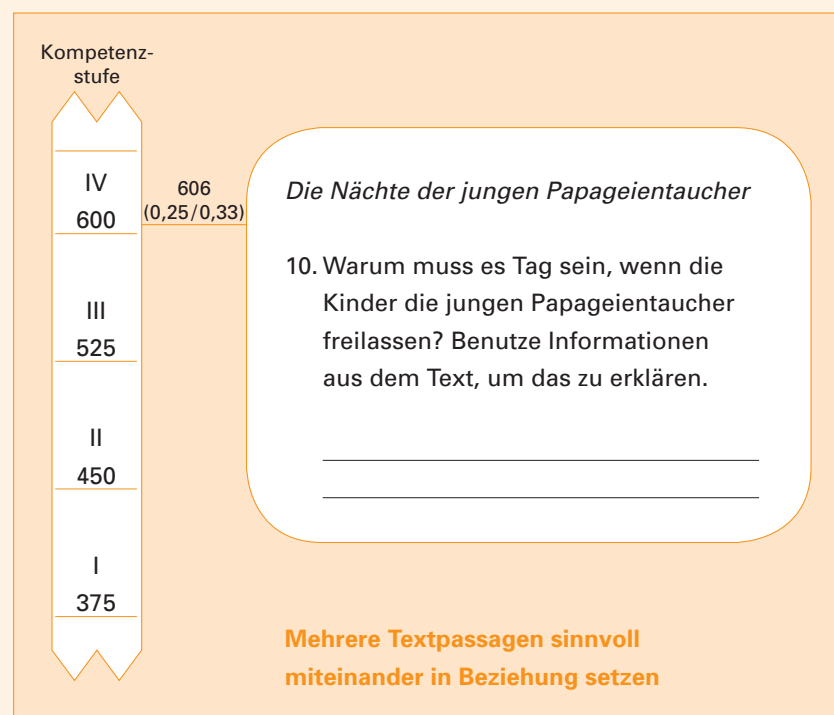 Kompetenz-
stufe
IV
600
606
(0,25/0,33)
III
525
II
450
I
375
Die Nächte der jungen Papageientaucher
10. Warum muss es Tag sein, wenn die
Kinder die jungen Papageientaucher
freilassen? Benutze Informationen
aus dem Text, um das zu erklären.
Mehrere Textpassagen sinnvoll
miteinander in Beziehung setzen